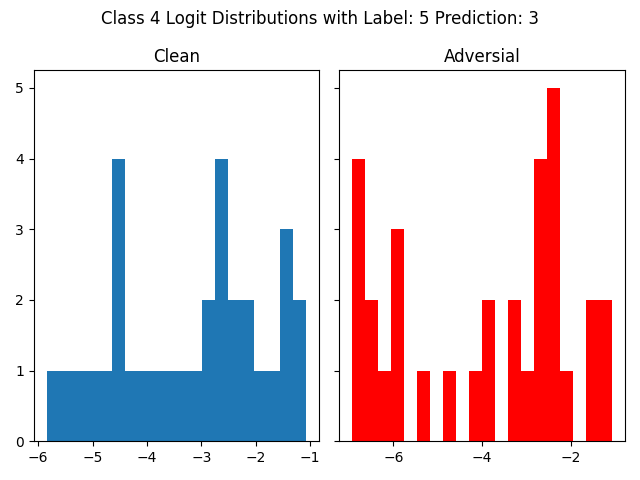 Class 4 Logit Distributions with Label: 5 Prediction: 3
Clean
Adversial
5
4
3
2
1
0
−6 −5 −4 −3 −2 −1
−6 −4 −2